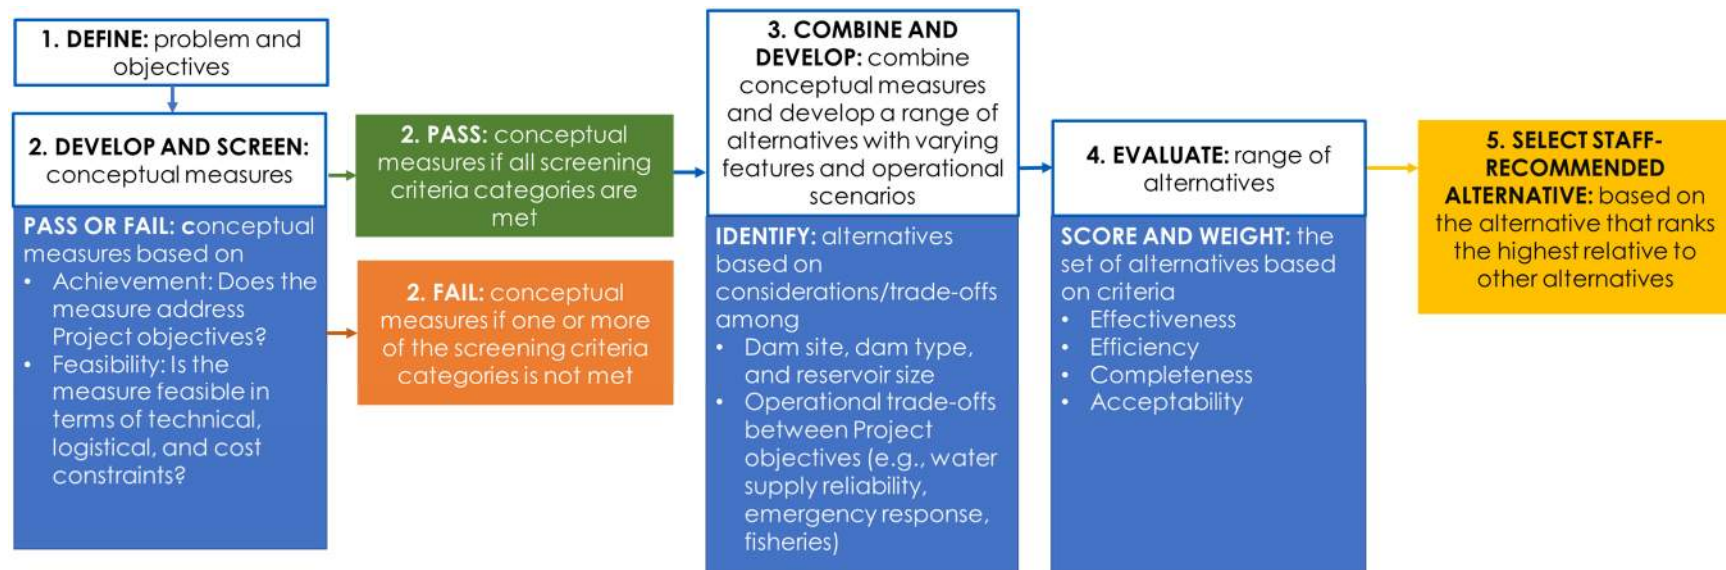 1. DEFINE: problem and
objectives
2. DEVELOP AND SCREEN:
conceptual measures
PASS OR FAIL: conceptual
measures based on
• Achievement: Does the
measure address
Project objectives?
• Feasibility: Is the
measure feasible in
terms of technical,
logistical, and cost
constraints?
2. PASS: conceptual
measures if all screening
criteria categories are
met
2. FAIL: conceptual
measures if one or more
of the screening criteria
categories is not met
3. COMBINE AND
DEVELOP: combine
conceptual measures
and develop a range of
alternatives with varying
features and operational
scenarios
IDENTIFY: alternatives
based on
considerations/trade-offs
among
• Dam site, dam type,
and reservoir size
• Operational trade-offs
between Project
objectives (e.g., water
supply reliability,
emergency response,
fisheries)
4. EVALUATE: range of
alternatives
SCORE AND WEIGHT: the
set of alternatives based
on criteria
• Effectiveness
• Efficiency
• Completeness
• Acceptability
5. SELECT STAFF-
RECOMMENDED
ALTERNATIVE: based on
the alternative that ranks
the highest relative to
other alternatives